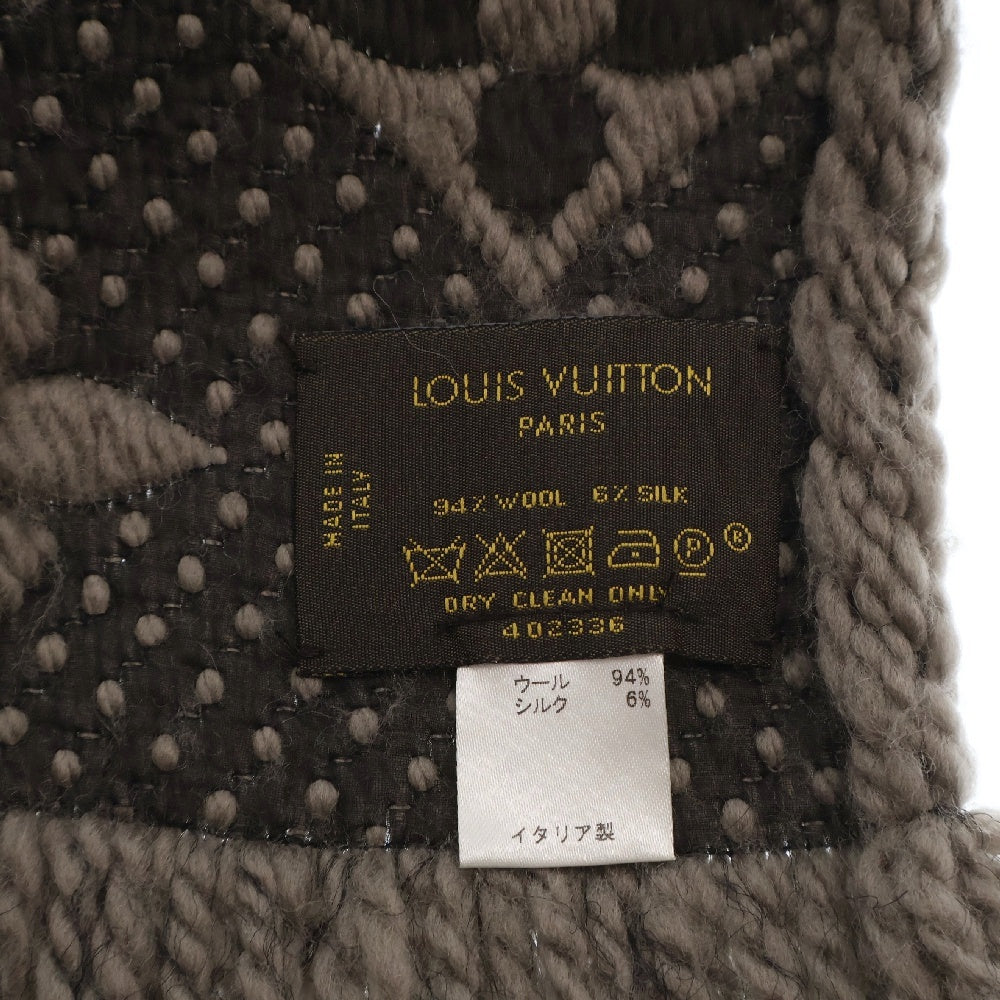 LOUIS VUITTON
PARIS
MADE IN
ITALY
94% WOOL 6% SILK
P ®
DRY CLEAN ONLY
402336
ウール 94%
シルク 6%
イタリア製